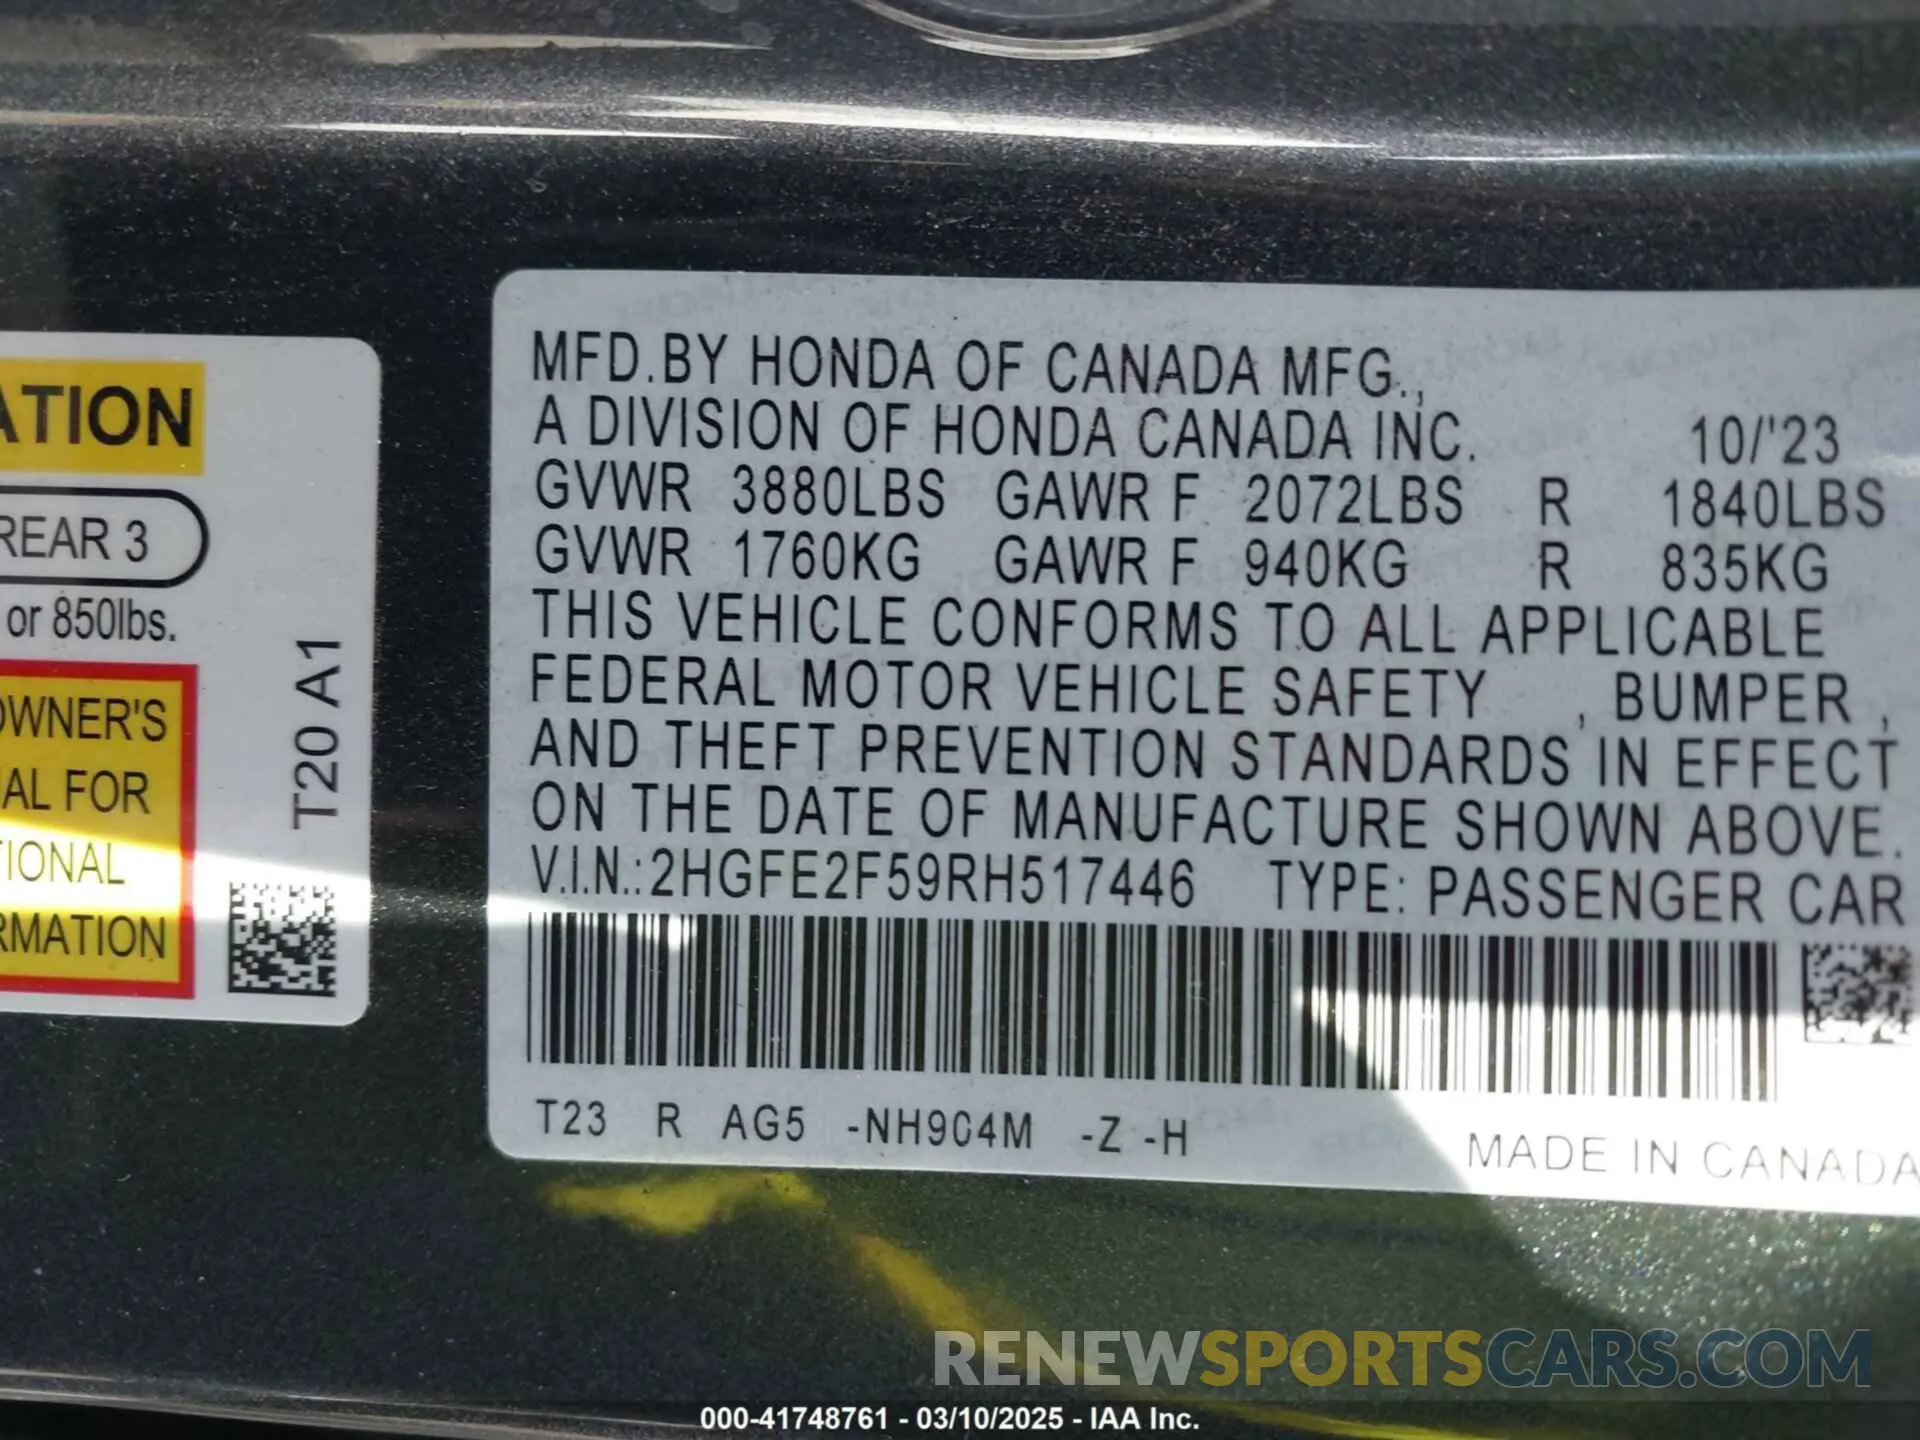 ATION
REAR 3
or 850lbs.
OWNER'S
AL FOR
TIONAL
RMATION
T20 A1
MFD.BY HONDA OF CANADA MFG.,
A DIVISION OF HONDA CANADA INC. 10/'23
GVWR 3880LBS GAWR F 2072LBS R 1840LBS
GVWR 1760KG GAWR F 940KG R 835KG
THIS VEHICLE CONFORMS TO ALL APPLICABLE
FEDERAL MOTOR VEHICLE SAFETY , BUMPER ,
AND THEFT PREVENTION STANDARDS IN EFFECT
ON THE DATE OF MANUFACTURE SHOWN ABOVE.
V.I.N.:2HGFE2F59RH517446 TYPE: PASSENGER CAR
T23 R AG5 -NH904M -Z -H
MADE IN CANADA
RENEWSPORTSCARS.COM
000-41748761 - 03/10/2025 - IAA Inc.